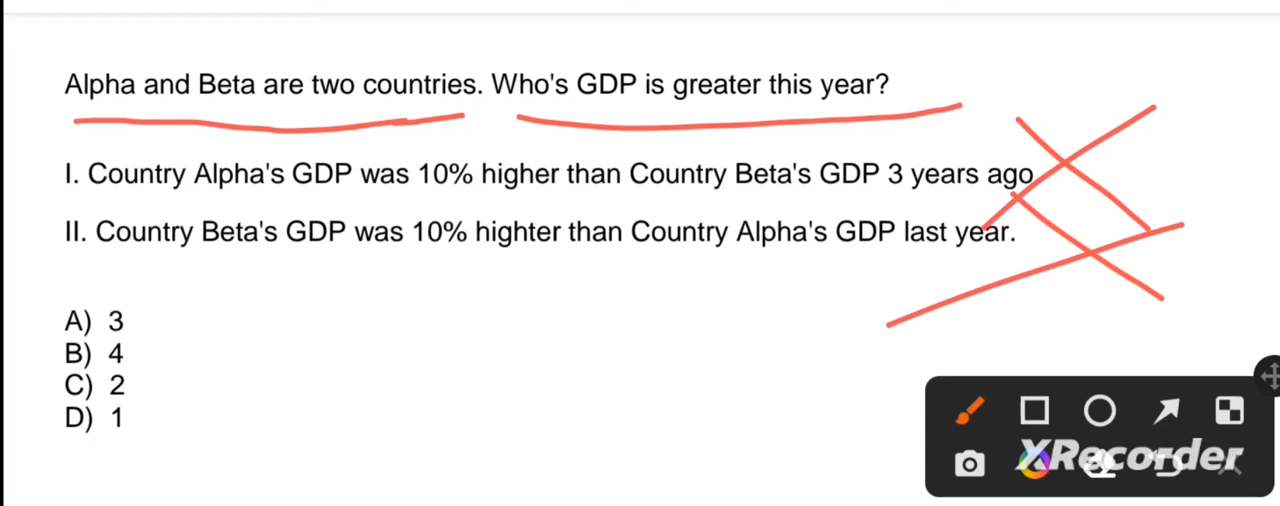 Alpha and Beta are two countries. Who's GDP is greater this year?
I. Country Alpha's GDP was 10% higher than Country Beta's GDP 3 years ago
II. Country Beta's GDP was 10% highter than Country Alpha's GDP last year.
A) 3
B) 4
C) 2
D) 1
XRecorder